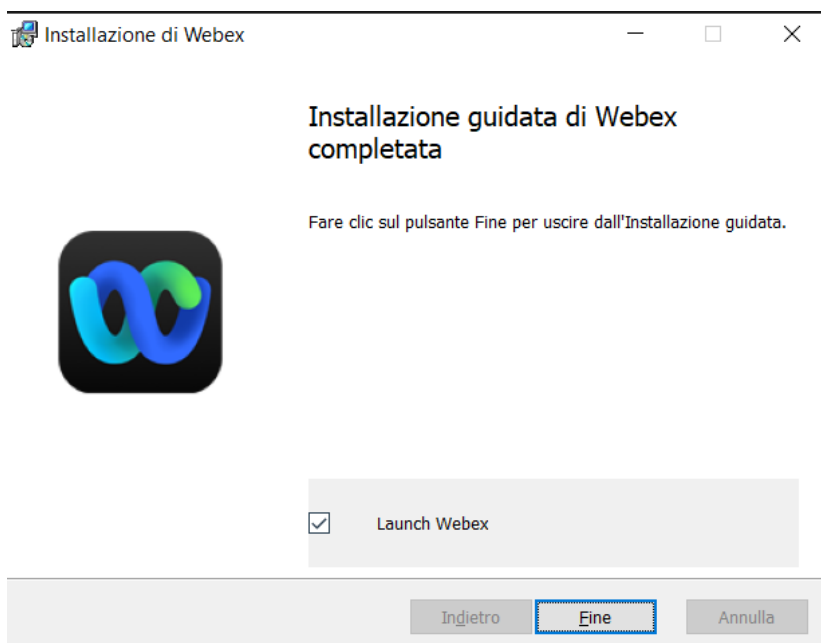 Installazione di Webex
Installazione guidata di Webex
completata
Fare clic sul pulsante Fine per uscire dall'Installazione guidata.
Launch Webex
Indietro
Fine
Annulla